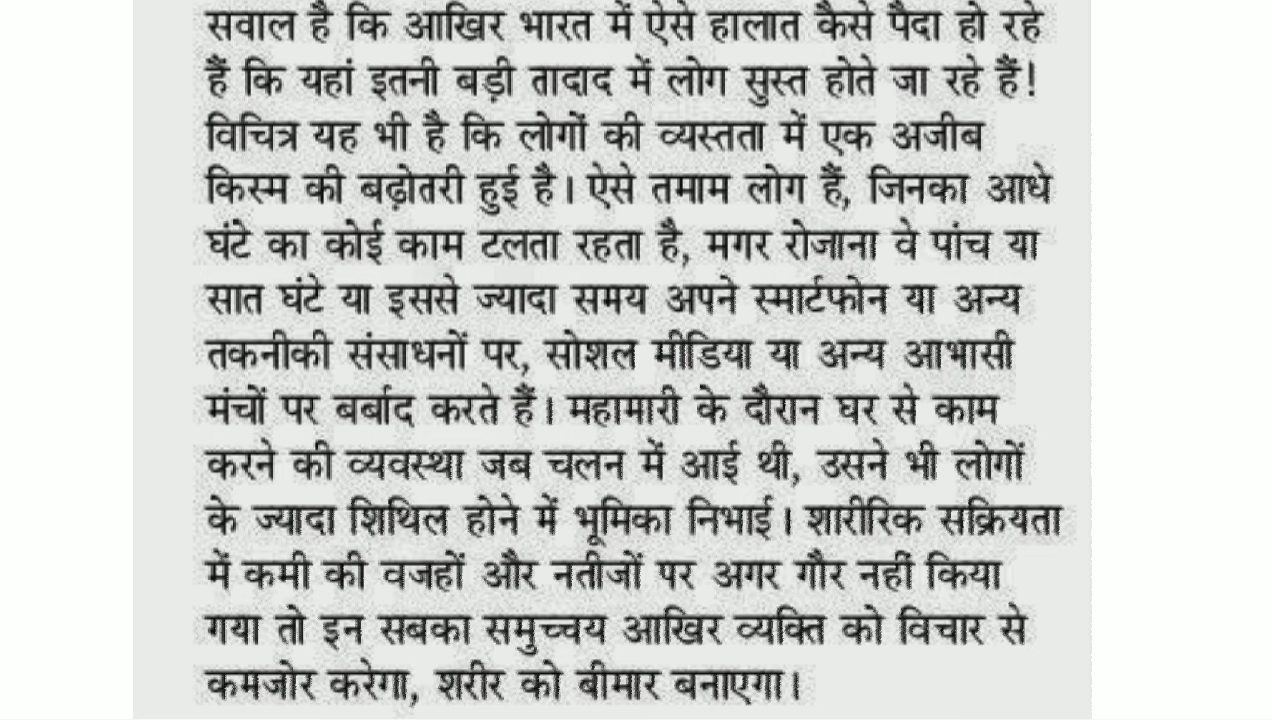 सवाल है कि आखिर भारत में ऐसे हालात कैसे पैदा हो रहे
हैं कि यहां इतनी बड़ी तादाद में लोग सुस्त होते जा रहे हैं!
विचित्र यह भी है कि लोगों की व्यस्तता में एक अजीब
किस्म की बढ़ोतरी हुई है। ऐसे तमाम लोग हैं, जिनका आधे
घंटे का कोई काम टलता रहता है, मगर रोजाना वे पांच या
सात घंटे या इससे ज्यादा समय अपने स्मार्टफोन या अन्य
तकनीकी संसाधनों पर, सोशल मीडिया या अन्य आभासी
मंचों पर बर्बाद करते हैं। महामारी के दौरान घर से काम
करने की व्यवस्था जब चलन में आई थी, उसने भी लोगों
के ज्यादा शिथिल होने में भूमिका निभाई। शारीरिक सक्रियता
में कमी की वजहों और नतीजों पर अगर गौर नहीं किया
गया तो इन सबका समुच्चय आखिर व्यक्ति को विचार से
कमजोर करेगा, शरीर को बीमार बनाएगा।